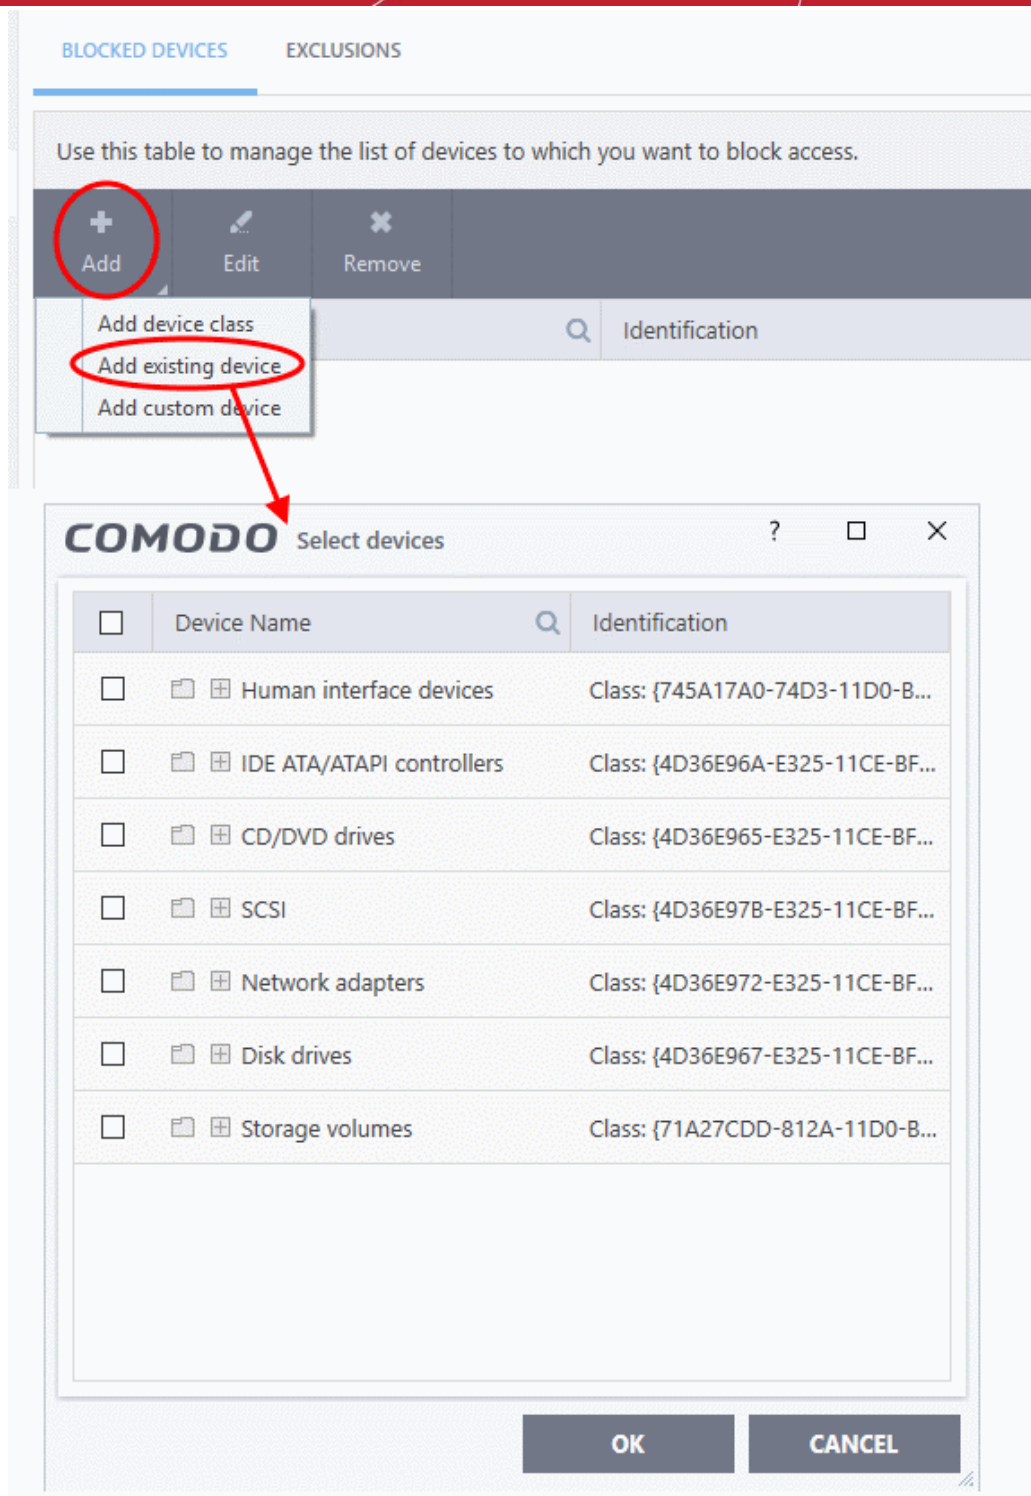 BLOCKED DEVICES EXCLUSIONS
Use this table to manage the list of devices to which you want to block access.
Add Edit Remove
Identification
Add device class
Add existing device
Add custom device
COMODO Select devices ?
Device Name Identification
Human interface devices Class: {745A17A0-74D3-11D0-B...
IDE ATA/ATAPI controllers Class: {4D36E96A-E325-11CE-BF...
CD/DVD drives Class: {4D36E965-E325-11CE-BF...
SCSI Class: {4D36E97B-E325-11CE-BF...
Network adapters Class: {4D36E972-E325-11CE-BF...
Disk drives Class: {4D36E967-E325-11CE-BF...
Storage volumes Class: {71A27CDD-812A-11D0-B...
OK CANCEL